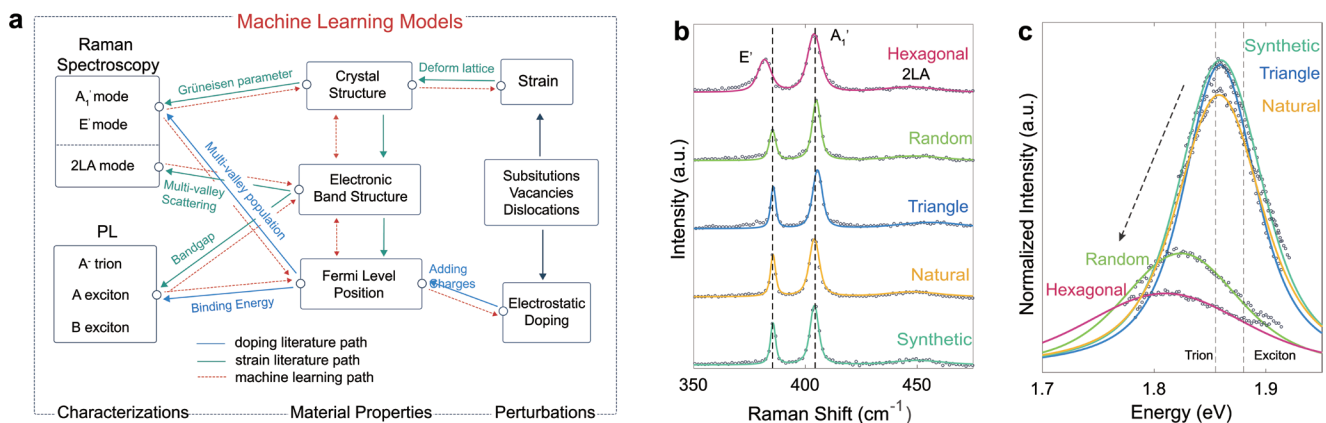 a
Machine Learning Models
Raman
Spectroscopy
A₁' mode
E' mode
2LA mode
PL
A⁻ trion
A exciton
B exciton
Grüneisen parameter
Multi-valley population
Multi-valley
Scattering
Bandgap
Binding Energy
Crystal
Structure
Electronic
Band Structure
Fermi Level
Position
Deform lattice
Strain
Subsitutions
Vacancies
Dislocations
Adding
Charges
Electrostatic
Doping
doping literature path
strain literature path
machine learning path
Characterizations
Material Properties
Perturbations
b
E'
A₁'
Hexagonal
2LA
Random
Triangle
Natural
Synthetic
Intensity (a.u.)
350
400
450
Raman Shift (cm⁻¹)
c
Synthetic
Triangle
Natural
Random
Hexagonal
Trion
Exciton
Normalized Intensity (a.u.)
1.7
1.8
1.9
Energy (eV)